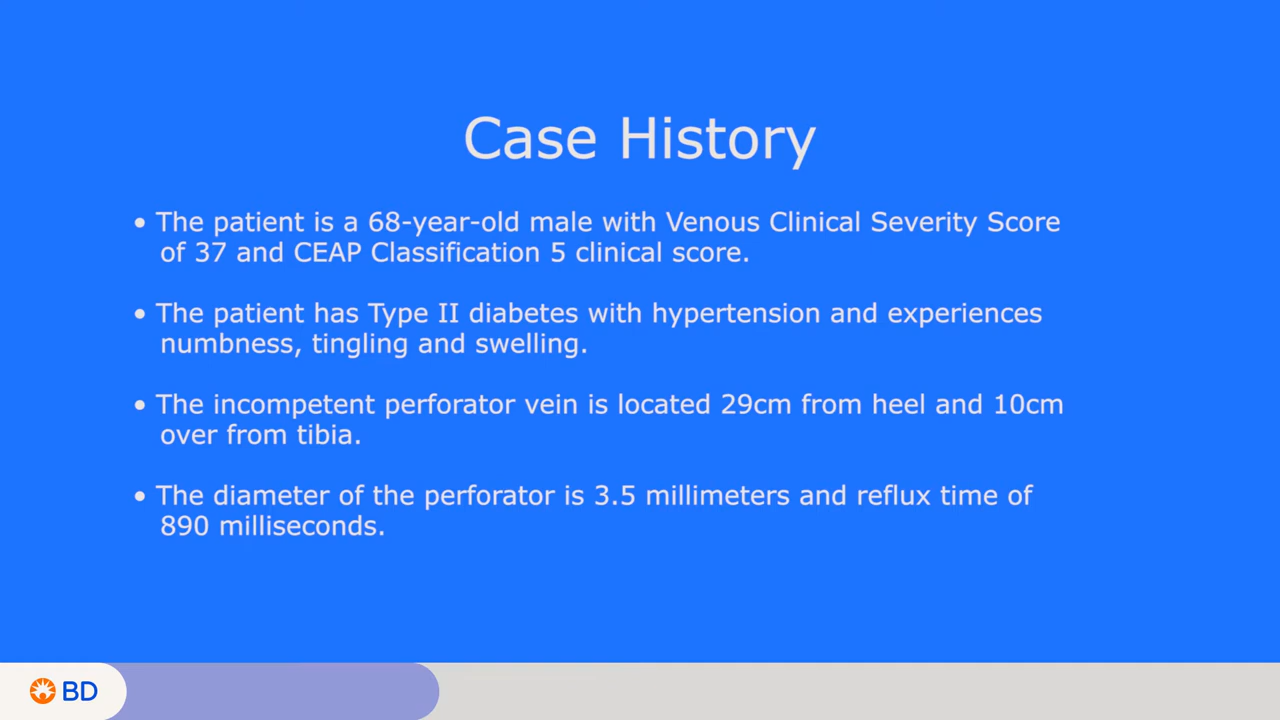 Case History
• The patient is a 68-year-old male with Venous Clinical Severity Score
of 37 and CEAP Classification 5 clinical score.
• The patient has Type II diabetes with hypertension and experiences
numbness, tingling and swelling.
• The incompetent perforator vein is located 29cm from heel and 10cm
over from tibia.
• The diameter of the perforator is 3.5 millimeters and reflux time of
890 milliseconds.
BD